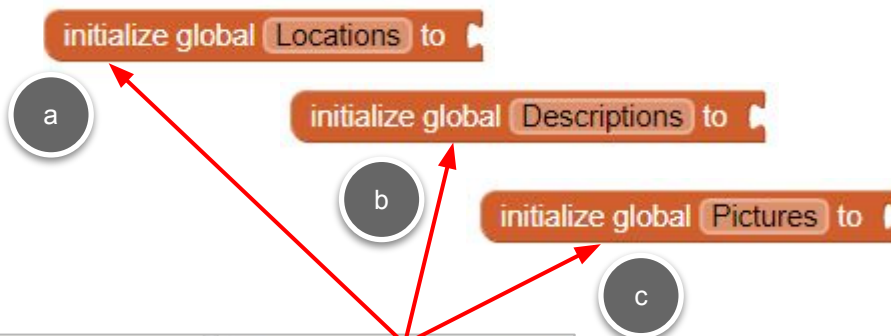 initialize global Locations to
a
initialize global Descriptions to
b
initialize global Pictures to
c